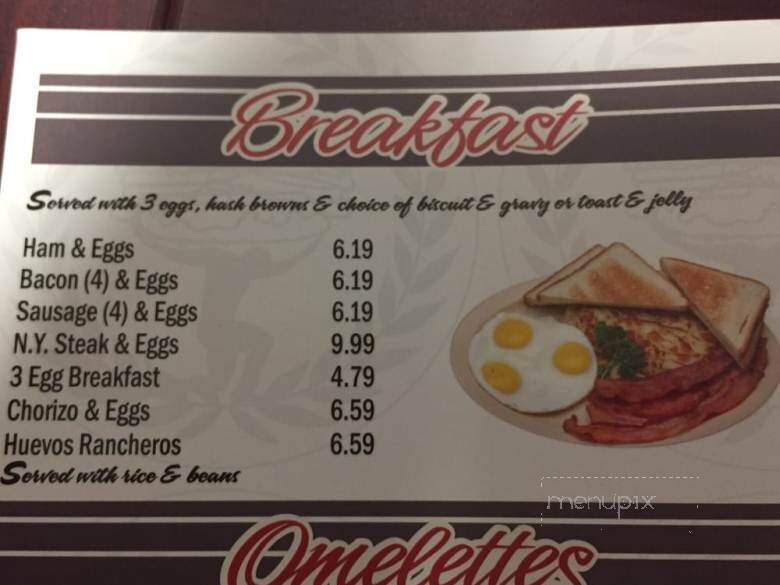 Breakfast
Served with 3 eggs, hash browns & choice of biscuit & gravy or toast & jelly
Ham & Eggs 6.19
Bacon (4) & Eggs 6.19
Sausage (4) & Eggs 6.19
N.Y. Steak & Eggs 9.99
3 Egg Breakfast 4.79
Chorizo & Eggs 6.59
Huevos Rancheros 6.59
Served with rice & beans
menupix
Omelettes